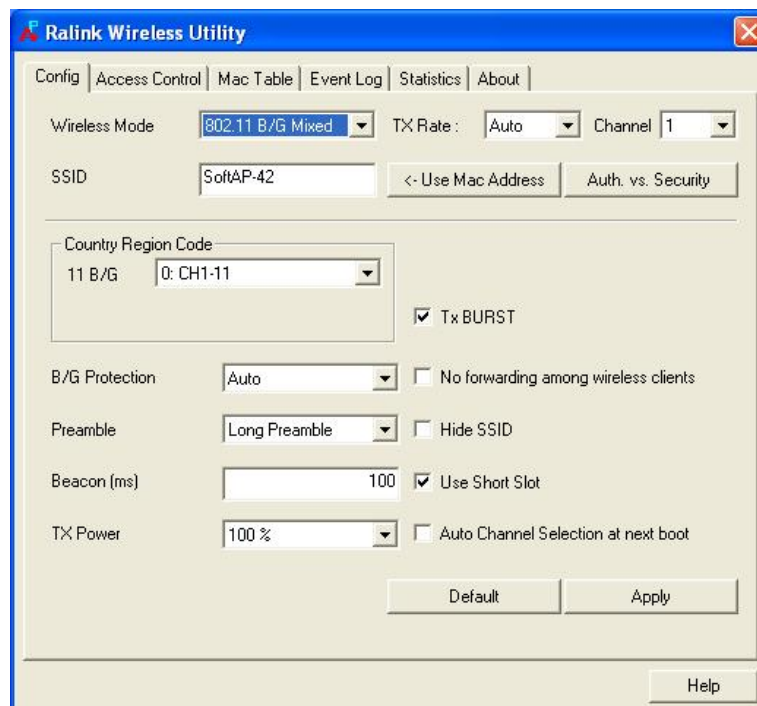 Ralink Wireless Utility
Config Access Control Mac Table Event Log Statistics About
Wireless Mode 802.11 B/G Mixed TX Rate : Auto Channel 1
SSID SoftAP-42 <- Use Mac Address Auth. vs. Security
Country Region Code
11 B/G 0: CH1-11
Tx BURST
B/G Protection Auto No forwarding among wireless clients
Preamble Long Preamble Hide SSID
Beacon (ms) 100 Use Short Slot
TX Power 100 % Auto Channel Selection at next boot
Default Apply
Help